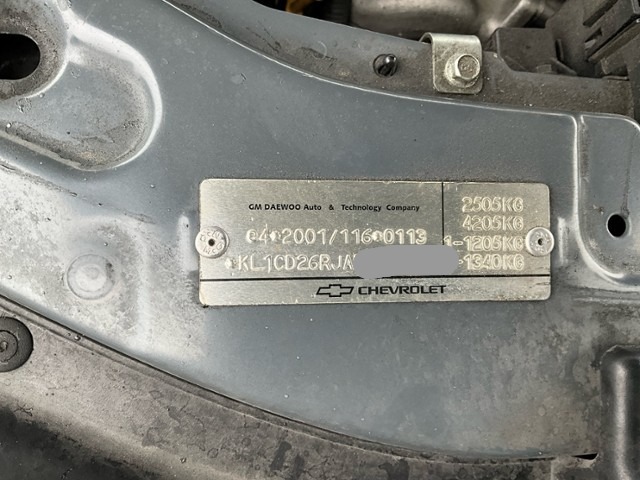 GM DAEWOO Auto & Technology Company
2505KG
4205KG
e4*2001/116*0113
1-1205KG
*KL1CD26RJA
-1340KG
CHEVROLET